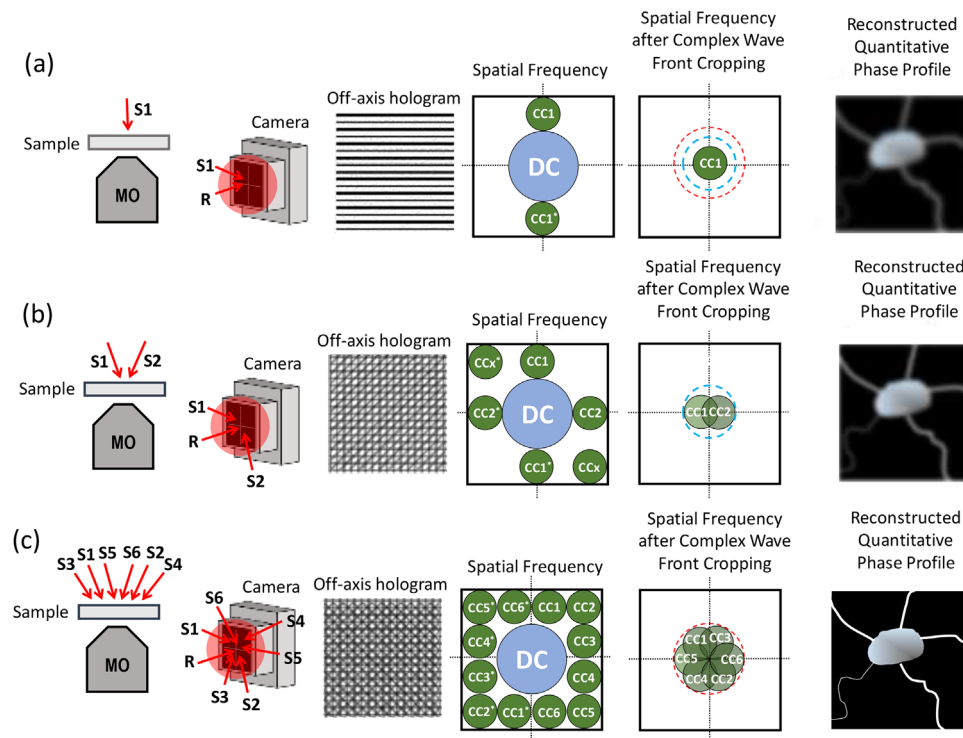 (a)
S1
Sample
MO
Camera
S1
R
Off-axis hologram
Spatial Frequency
CC1
DC
CC1*
Spatial Frequency
after Complex Wave
Front Cropping
CC1
Reconstructed
Quantitative
Phase Profile
(b)
S1
S2
Sample
MO
Camera
S1
R
S2
Off-axis hologram
Spatial Frequency
CCx*
CC1
CC2*
DC
CC2
CC1*
CCx
Spatial Frequency
after Complex Wave
Front Cropping
CC1
CC2
Reconstructed
Quantitative
Phase Profile
(c)
S3
S1
S5
S6
S2
S4
Sample
MO
Camera
S6
S4
S1
R
S5
S3
S2
Off-axis hologram
Spatial Frequency
CC5*
CC6*
CC1
CC2
CC4*
CC3
DC
CC3*
CC4
CC2*
CC1*
CC6
CC5
Spatial Frequency
after Complex Wave
Front Cropping
CC1
CC3
CC5
CC6
CC4
CC2
Reconstructed
Quantitative
Phase Profile